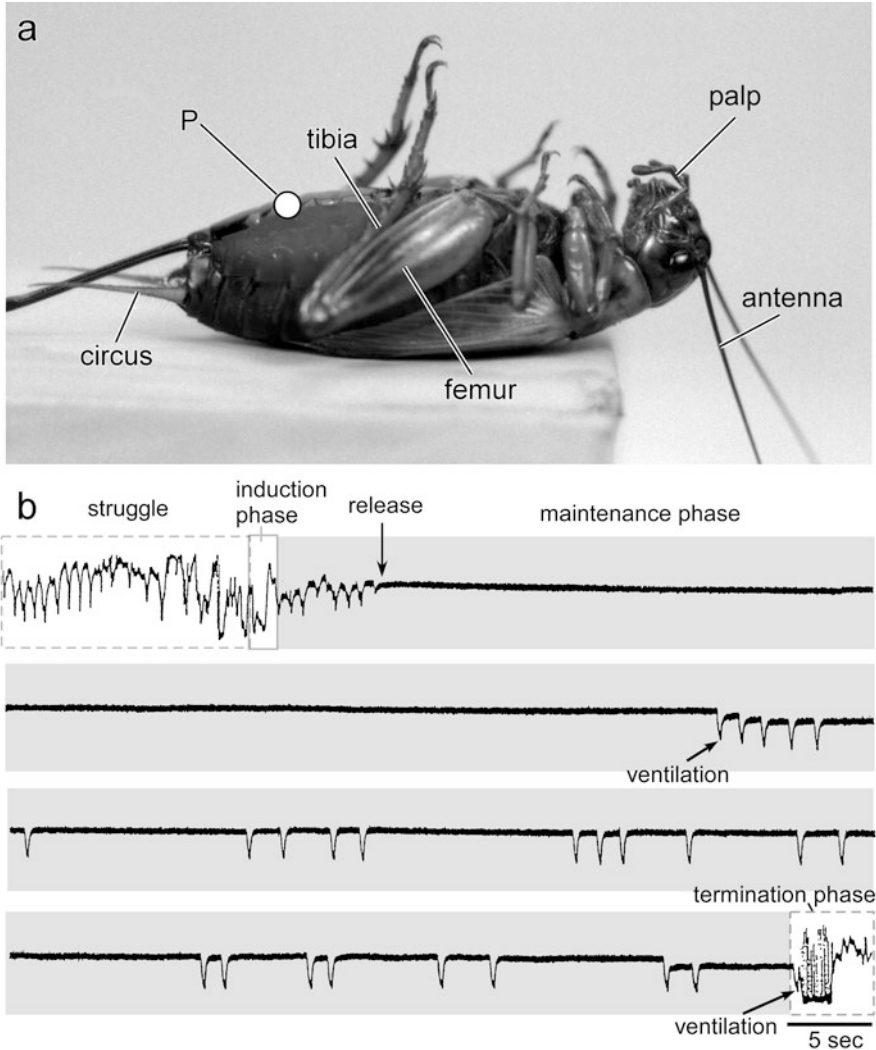 a
P
tibia
palp
antenna
circus
femur
b
struggle
induction
phase
release
maintenance phase
ventilation
termination phase
ventilation
5 sec